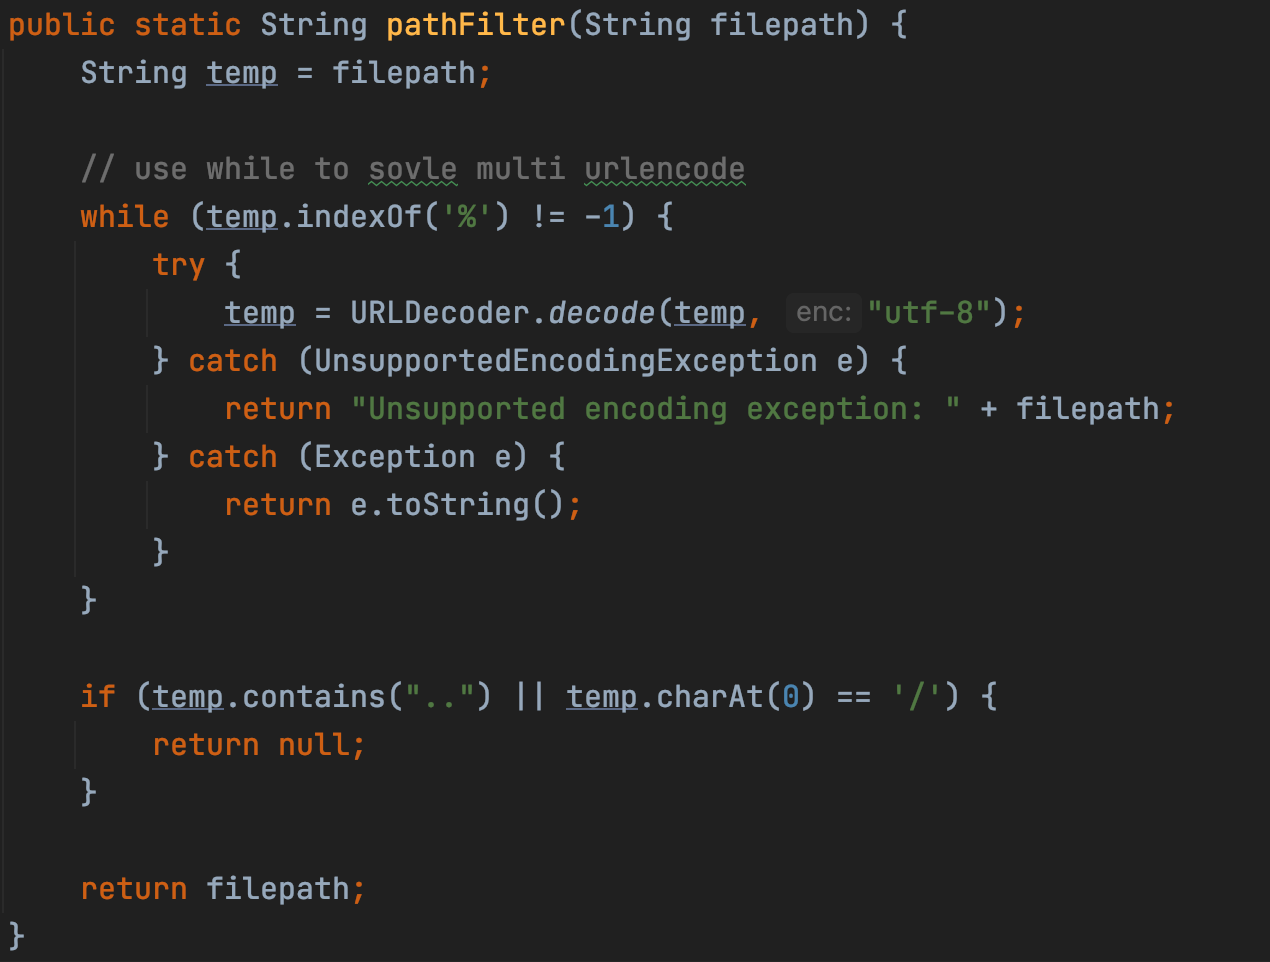 public static String pathFilter(String filepath) {
    String temp = filepath;

    // use while to sovle multi urlencode
    while (temp.indexOf('%') != -1) {
        try {
            temp = URLDecoder.decode(temp, enc: "utf-8");
        } catch (UnsupportedEncodingException e) {
            return "Unsupported encoding exception: " + filepath;
        } catch (Exception e) {
            return e.toString();
        }
    }

    if (temp.contains("..") || temp.charAt(0) == '/') {
        return null;
    }

    return filepath;
}